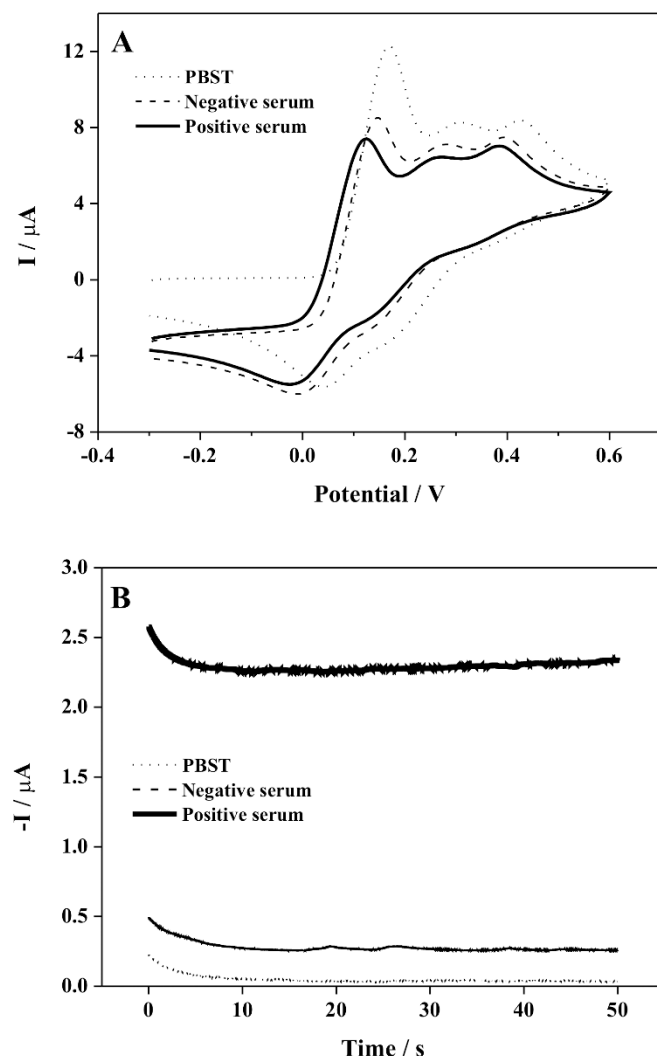 A
PBST
Negative serum
Positive serum
12
8
4
0
-4
-8
I / μA
-0.4
-0.2
0.0
0.2
0.4
0.6
Potential / V
B
3.0
2.5
2.0
1.5
1.0
0.5
0.0
-I / μA
PBST
Negative serum
Positive serum
0
10
20
30
40
50
Time / s